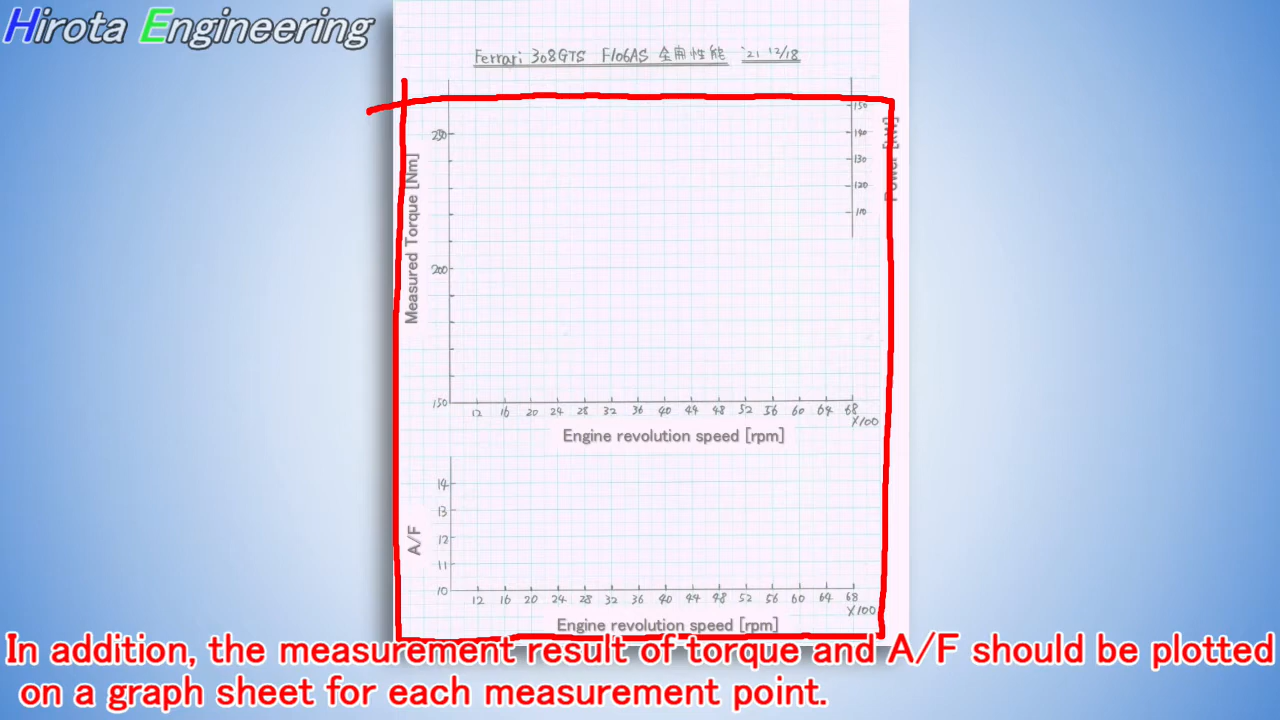 Hirota Engineering
Ferrari 308GTS F106AS 全開性能 '21 12/18
Measured Torque [Nm]
250
200
150
Power [kW]
150
140
130
120
110
12 16 20 24 28 32 36 40 44 48 52 56 60 64 68
×100
Engine revolution speed [rpm]
A/F
14
13
12
11
10
12 16 20 24 28 32 36 40 44 48 52 56 60 64 68
×100
Engine revolution speed [rpm]
In addition, the measurement result of torque and A/F should be plotted
on a graph sheet for each measurement point.